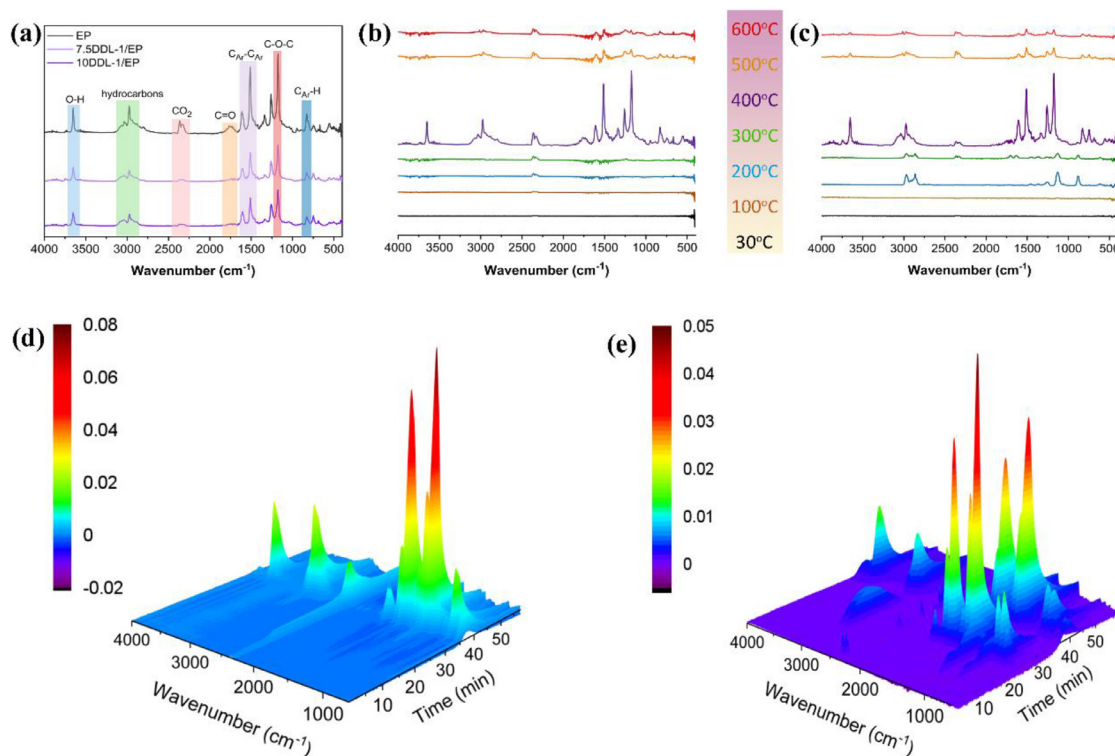 (a)
EP
7.5DDL-1/EP
10DDL-1/EP
O-H
hydrocarbons
CO₂
C=O
C_Ar-C_Ar
C-O-C
C_Ar-H
4000 3500 3000 2500 2000 1500 1000 500
Wavenumber (cm⁻¹)
(b)
4000 3500 3000 2500 2000 1500 1000 500
Wavenumber (cm⁻¹)
600°C
500°C
400°C
300°C
200°C
100°C
30°C
(c)
4000 3500 3000 2500 2000 1500 1000 500
Wavenumber (cm⁻¹)
(d)
0.08
0.06
0.04
0.02
0
-0.02
4000
3000
2000
1000
Wavenumber (cm⁻¹)
10
20
30
40
50
Time (min)
(e)
0.05
0.04
0.03
0.02
0.01
0
4000
3000
2000
1000
Wavenumber (cm⁻¹)
10
20
30
40
50
Time (min)